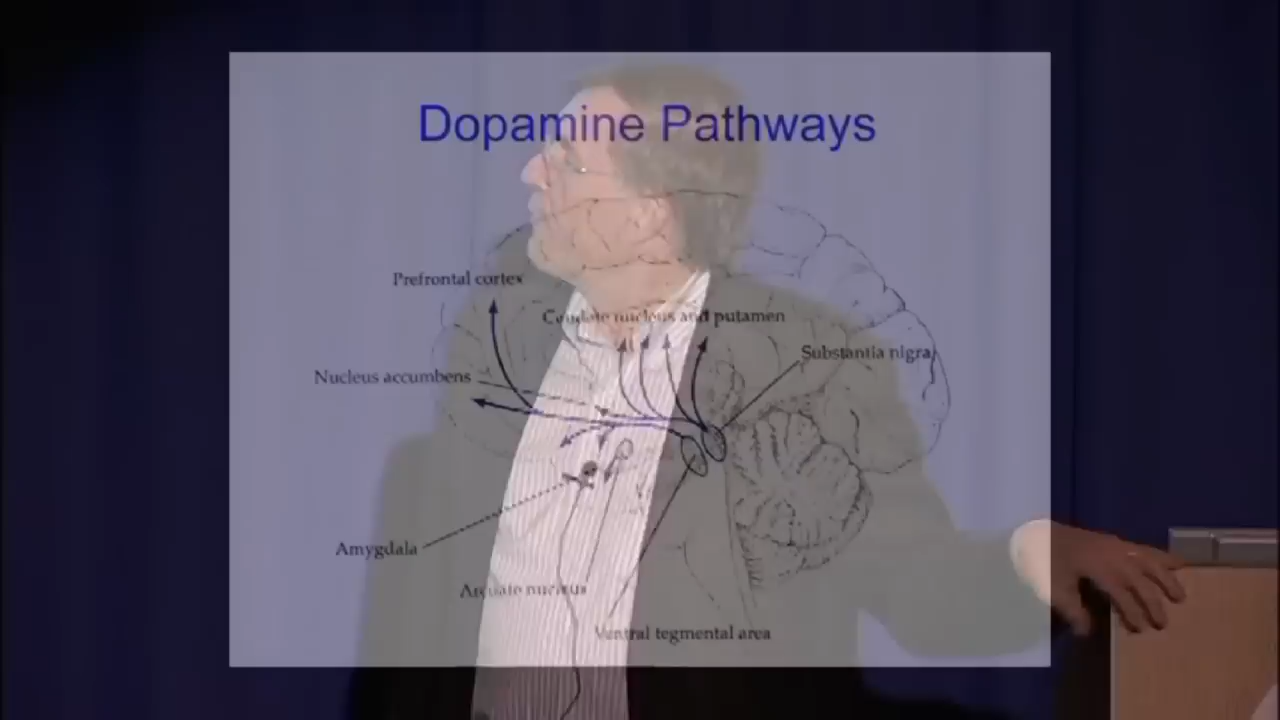 Dopamine Pathways
Prefrontal cortex
Caudate nucleus and putamen
Substantia nigra
Nucleus accumbens
Amygdala
Arcuate nucleus
Ventral tegmental area